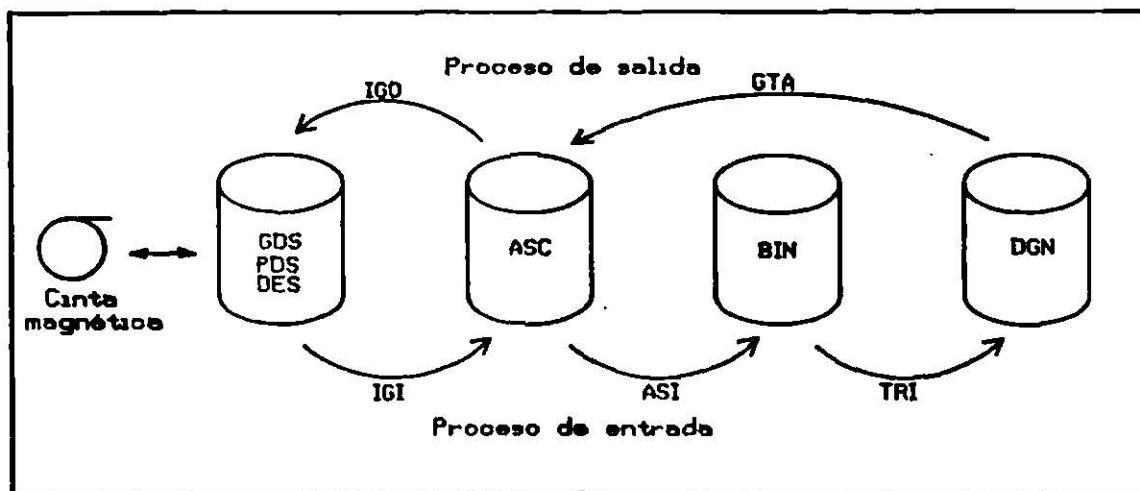 Proceso de salida
IGO
GTA
GDS
PDS
DES
ASC
BIN
DGN
Cinta
magnética
IGI
ASI
TRI
Proceso de entrada